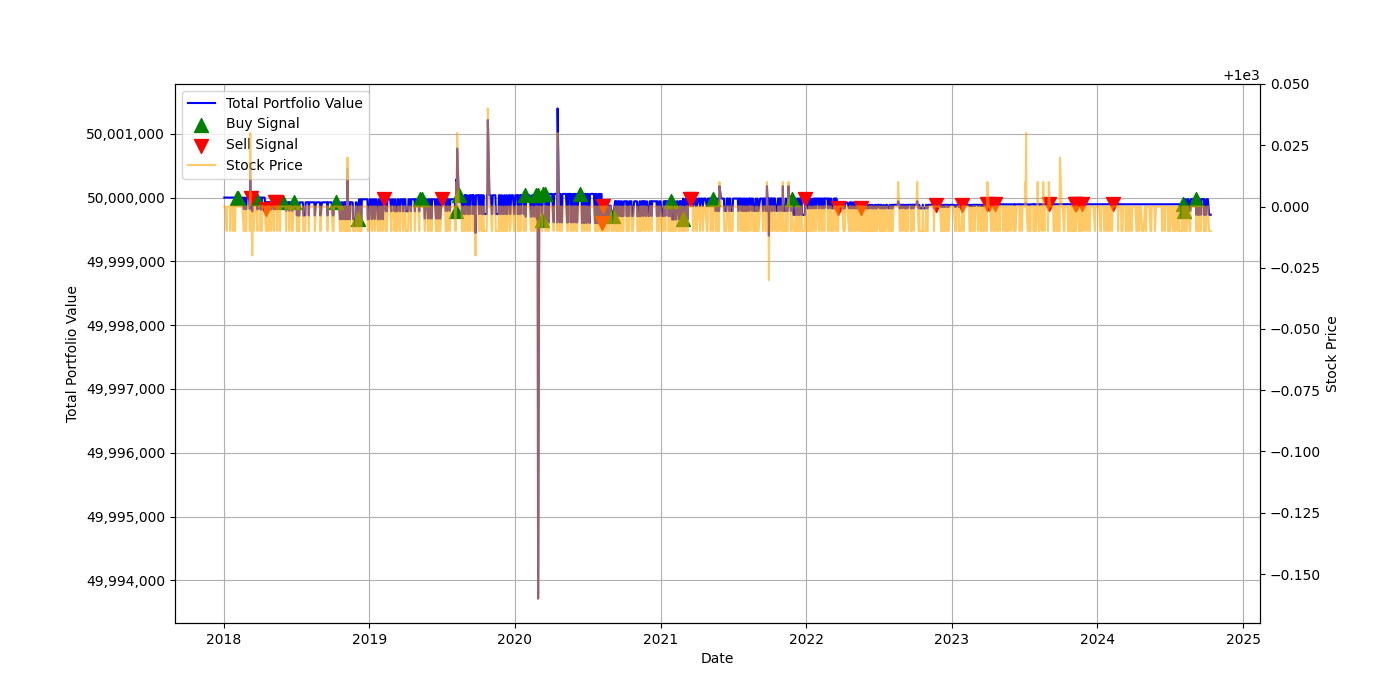 +1e3
Total Portfolio Value
Buy Signal
Sell Signal
Stock Price
50,001,000
50,000,000
49,999,000
49,998,000
49,997,000
49,996,000
49,995,000
49,994,000
Total Portfolio Value
0.050
0.025
0.000
−0.025
−0.050
−0.075
−0.100
−0.125
−0.150
Stock Price
2018 2019 2020 2021 2022 2023 2024 2025
Date